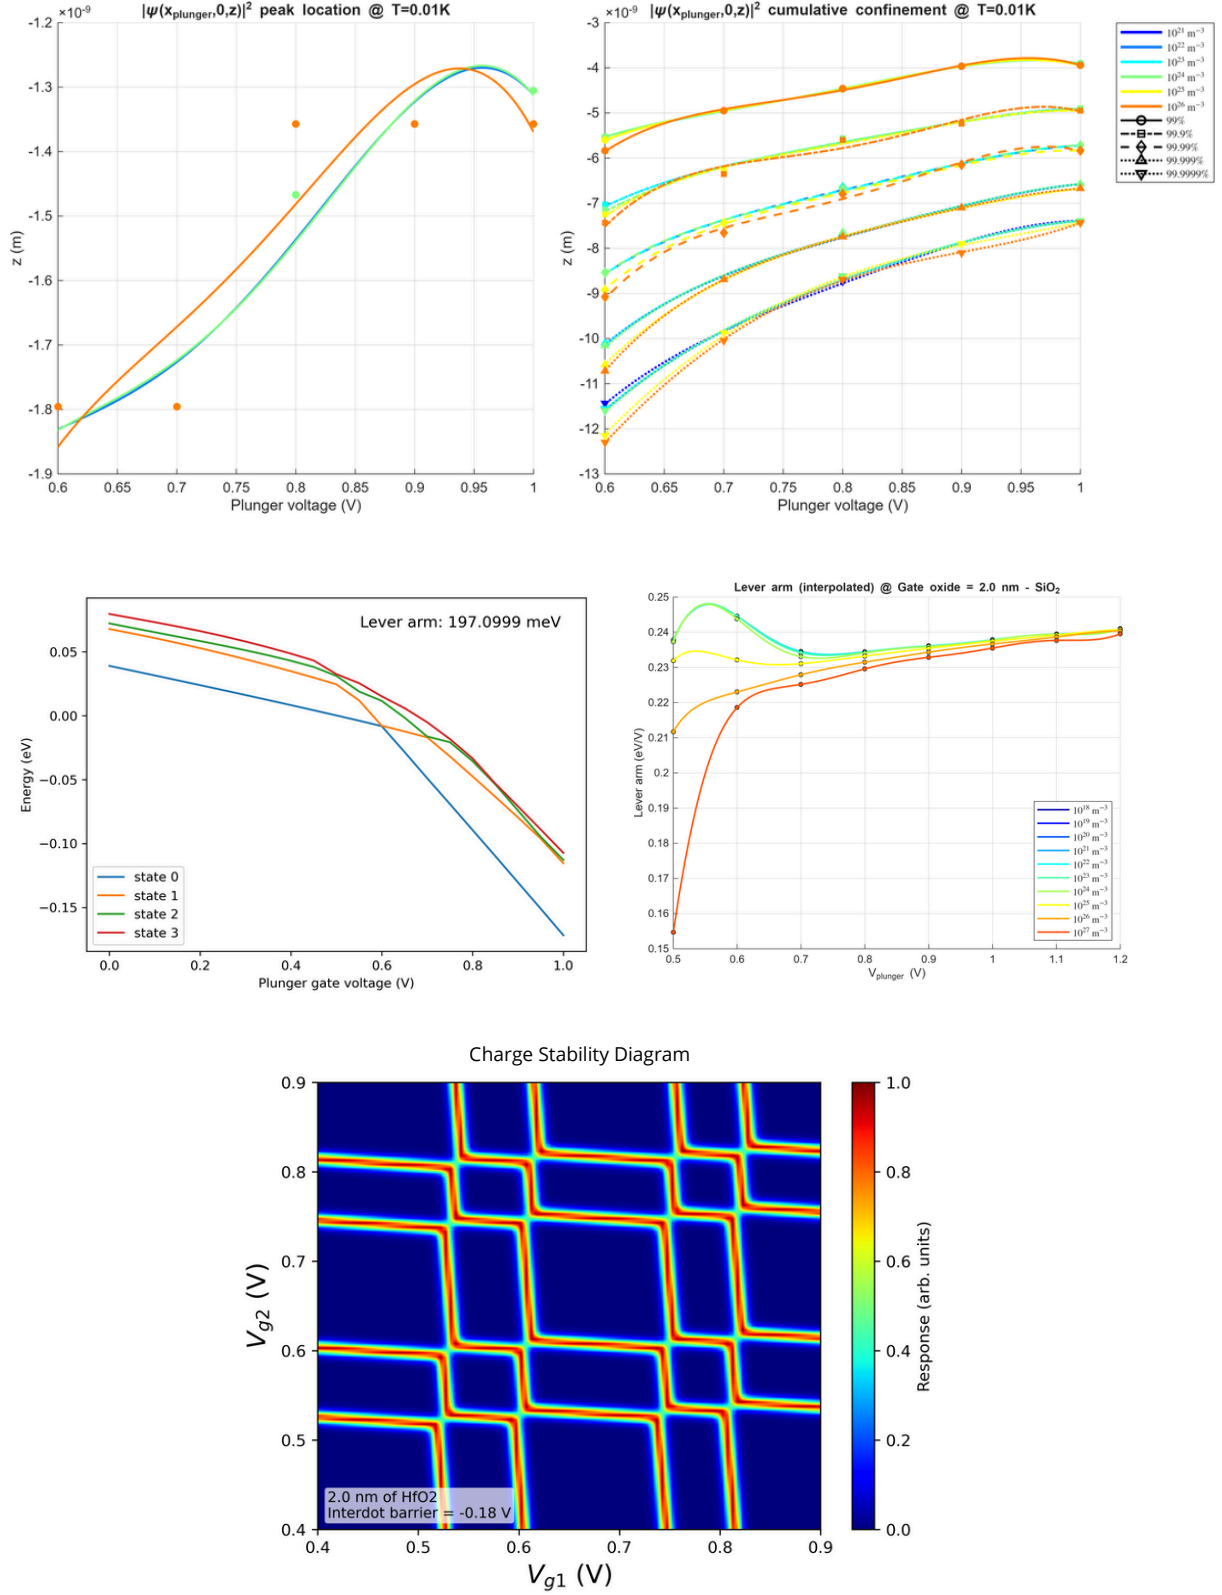 |ψ(x_plunger,0,z)|² peak location @ T=0.01K
×10⁻⁹
-1.2
-1.3
-1.4
-1.5
-1.6
-1.7
-1.8
-1.9
z (m)
0.6 0.65 0.7 0.75 0.8 0.85 0.9 0.95 1
Plunger voltage (V)
|ψ(x_plunger,0,z)|² cumulative confinement @ T=0.01K
×10⁻⁹
-3
-4
-5
-6
-7
-8
-9
-10
-11
-12
-13
z (m)
0.6 0.65 0.7 0.75 0.8 0.85 0.9 0.95 1
Plunger voltage (V)
10²¹ m⁻³
10²² m⁻³
10²³ m⁻³
10²⁴ m⁻³
10²⁵ m⁻³
10²⁶ m⁻³
99%
99.9%
99.99%
99.999%
99.9999%
Lever arm: 197.0999 meV
0.05
0.00
−0.05
−0.10
−0.15
Energy (eV)
state 0
state 1
state 2
state 3
0.0 0.2 0.4 0.6 0.8 1.0
Plunger gate voltage (V)
Lever arm (interpolated) @ Gate oxide = 2.0 nm - SiO₂
0.25
0.24
0.23
0.22
0.21
0.2
0.19
0.18
0.17
0.16
0.15
Lever arm (eV/V)
10¹⁸ m⁻³
10¹⁹ m⁻³
10²⁰ m⁻³
10²¹ m⁻³
10²² m⁻³
10²³ m⁻³
10²⁴ m⁻³
10²⁵ m⁻³
10²⁶ m⁻³
10²⁷ m⁻³
0.5 0.6 0.7 0.8 0.9 1 1.1 1.2
V_plunger (V)
Charge Stability Diagram
0.9
0.8
0.7
0.6
0.5
0.4
V_g2 (V)
2.0 nm of HfO2
Interdot barrier = -0.18 V
0.4 0.5 0.6 0.7 0.8 0.9
V_g1 (V)
1.0
0.8
0.6
0.4
0.2
0.0
Response (arb. units)